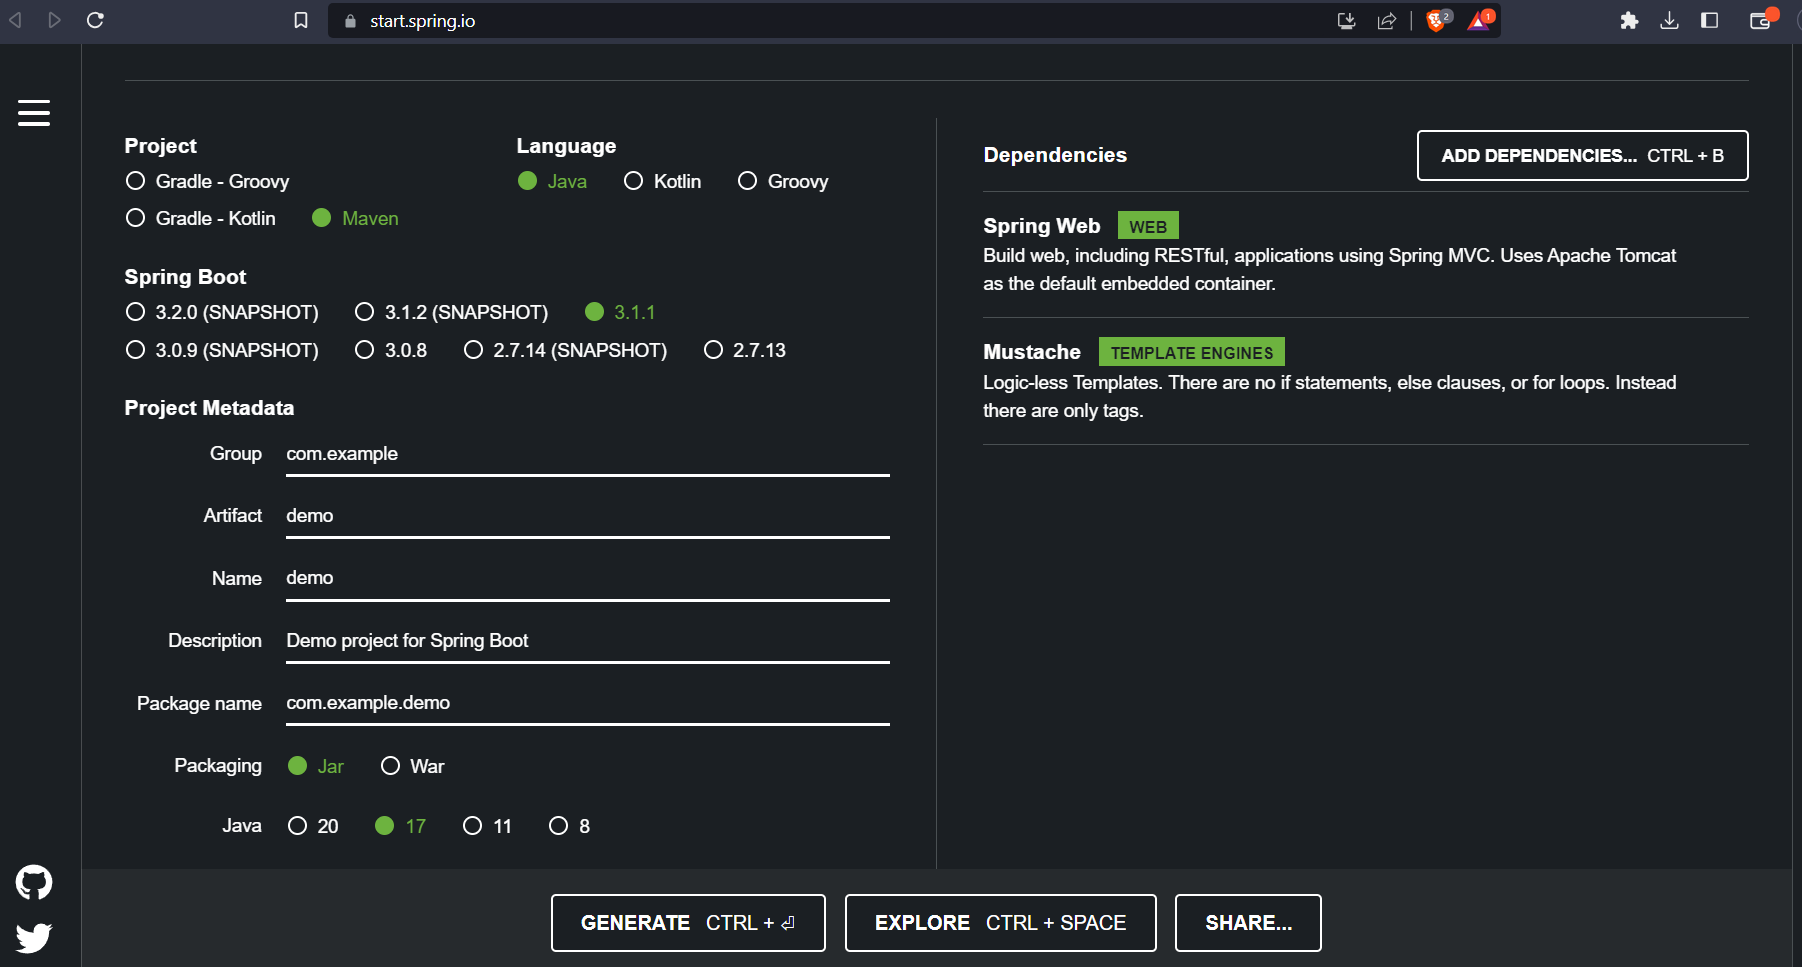 start.spring.io
2
1
Project
Gradle - Groovy
Gradle - Kotlin Maven
Language
Java Kotlin Groovy
Spring Boot
3.2.0 (SNAPSHOT) 3.1.2 (SNAPSHOT) 3.1.1
3.0.9 (SNAPSHOT) 3.0.8 2.7.14 (SNAPSHOT) 2.7.13
Project Metadata
Group com.example
Artifact demo
Name demo
Description Demo project for Spring Boot
Package name com.example.demo
Packaging Jar War
Java 20 17 11 8
Dependencies
ADD DEPENDENCIES... CTRL + B
Spring Web WEB
Build web, including RESTful, applications using Spring MVC. Uses Apache Tomcat
as the default embedded container.
Mustache TEMPLATE ENGINES
Logic-less Templates. There are no if statements, else clauses, or for loops. Instead
there are only tags.
GENERATE CTRL + ⏎
EXPLORE CTRL + SPACE
SHARE...